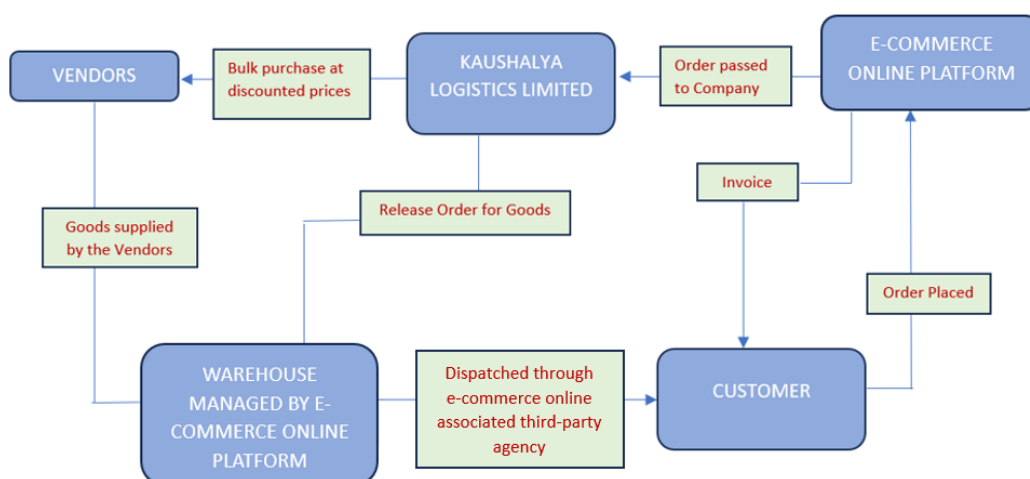 VENDORS
Bulk purchase at
discounted prices
KAUSHALYA
LOGISTICS LIMITED
Order passed
to Company
E-COMMERCE
ONLINE PLATFORM
Invoice
Release Order for Goods
Goods supplied
by the Vendors
Order Placed
WAREHOUSE
MANAGED BY E-
COMMERCE ONLINE
PLATFORM
Dispatched through
e-commerce online
associated third-party
agency
CUSTOMER